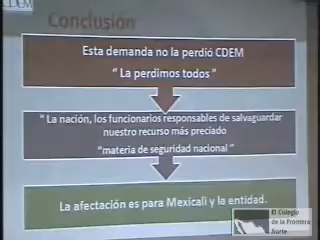 CDEM
Conclusión
Esta demanda no la perdió CDEM
“ La perdimos todos ”
“ La nación, los funcionarios responsables de salvaguardar
nuestro recurso más preciado
“materia de seguridad nacional ”
La afectación es para Mexicali y la entidad.
El Colegio
de la Frontera
Norte